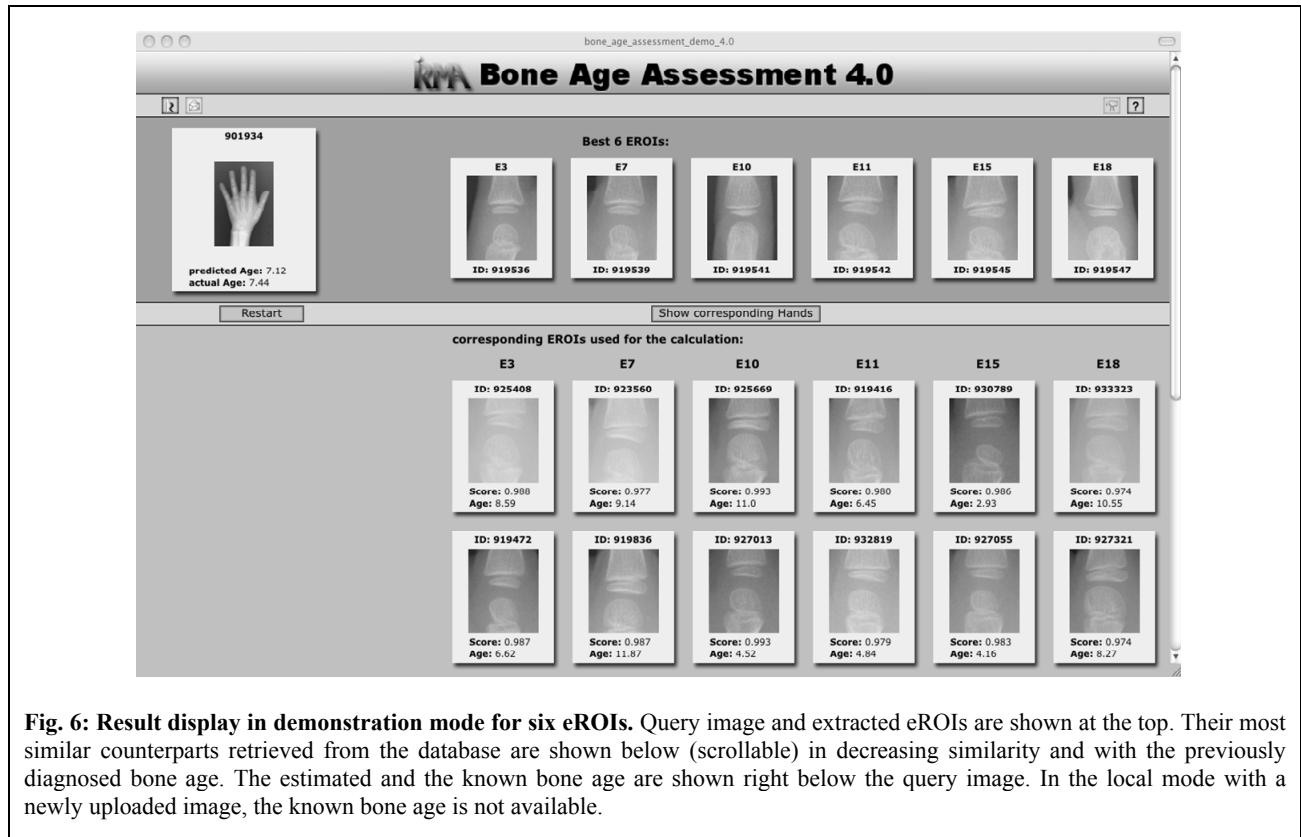 bone_age_assessment_demo_4.0
IRMA Bone Age Assessment 4.0
?
901934
predicted Age: 7.12
actual Age: 7.44
Best 6 EROIs:
E3 E7 E10 E11 E15 E18
ID: 919536 ID: 919539 ID: 919541 ID: 919542 ID: 919545 ID: 919547
Restart Show corresponding Hands
corresponding EROIs used for the calculation:
E3 E7 E10 E11 E15 E18
ID: 925408 ID: 923560 ID: 925669 ID: 919416 ID: 930789 ID: 933323
Score: 0.988 Score: 0.977 Score: 0.993 Score: 0.980 Score: 0.986 Score: 0.974
Age: 8.59 Age: 9.14 Age: 11.0 Age: 6.45 Age: 2.93 Age: 10.55
ID: 919472 ID: 919836 ID: 927013 ID: 932819 ID: 927055 ID: 927321
Score: 0.987 Score: 0.987 Score: 0.993 Score: 0.979 Score: 0.983 Score: 0.974
Age: 6.62 Age: 11.87 Age: 4.52 Age: 4.84 Age: 4.16 Age: 8.27
Fig. 6: Result display in demonstration mode for six eROIs. Query image and extracted eROIs are shown at the top. Their most
similar counterparts retrieved from the database are shown below (scrollable) in decreasing similarity and with the previously
diagnosed bone age. The estimated and the known bone age are shown right below the query image. In the local mode with a
newly uploaded image, the known bone age is not available.